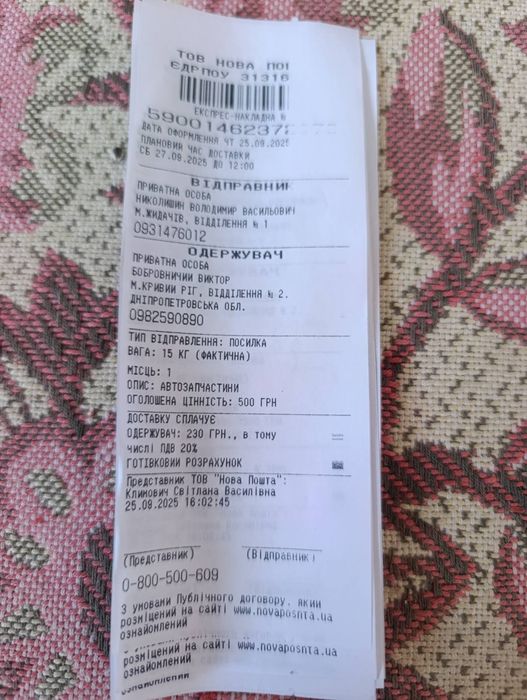 ТОВ НОВА ПО
ЄДРПОУ 31316
ЕКСПРЕС-НАКЛАДНА №
5900146237
ДАТА ОФОРМЛЕННЯ ЧТ 25.09.2025
ПЛАНОВИЙ ЧАС ДОСТАВКИ
СБ 27.09.2025 ДО 12:00
ВІДПРАВНИК
ПРИВАТНА ОСОБА
НИКОЛИШИН ВОЛОДИМИР ВАСИЛЬОВИЧ
М.ЖИДАЧІВ, ВІДДІЛЕННЯ № 1
0931476012
ОДЕРЖУВАЧ
ПРИВАТНА ОСОБА
БОБРОВНИЧИЙ ВИКТОР
М.КРИВИЙ РІГ, ВІДДІЛЕННЯ № 2.
ДНІПРОПЕТРОВСЬКА ОБЛ.
0982590890
ТИП ВІДПРАВЛЕННЯ: ПОСИЛКА
ВАГА: 15 КГ (ФАКТИЧНА)
МІСЦЬ: 1
ОПИС: АВТОЗАПЧАСТИНИ
ОГОЛОШЕНА ЦІННІСТЬ: 500 ГРН
ДОСТАВКУ СПЛАЧУЄ
ОДЕРЖУВАЧ: 230 ГРН., в тому
числі ПДВ 20%
ГОТІВКОВИЙ РОЗРАХУНОК
Представник ТОВ "Нова Пошта":
Кликович Світлана Василівна
25.09.2025 16:02:45
(Представник) (Відправник)
0-800-500-609
З умовами Публічного договору, який
розміщений на сайті www.novaposhta.ua
ознайомлений
розміщений на сайті www.novaposhta.ua
ознайомлений